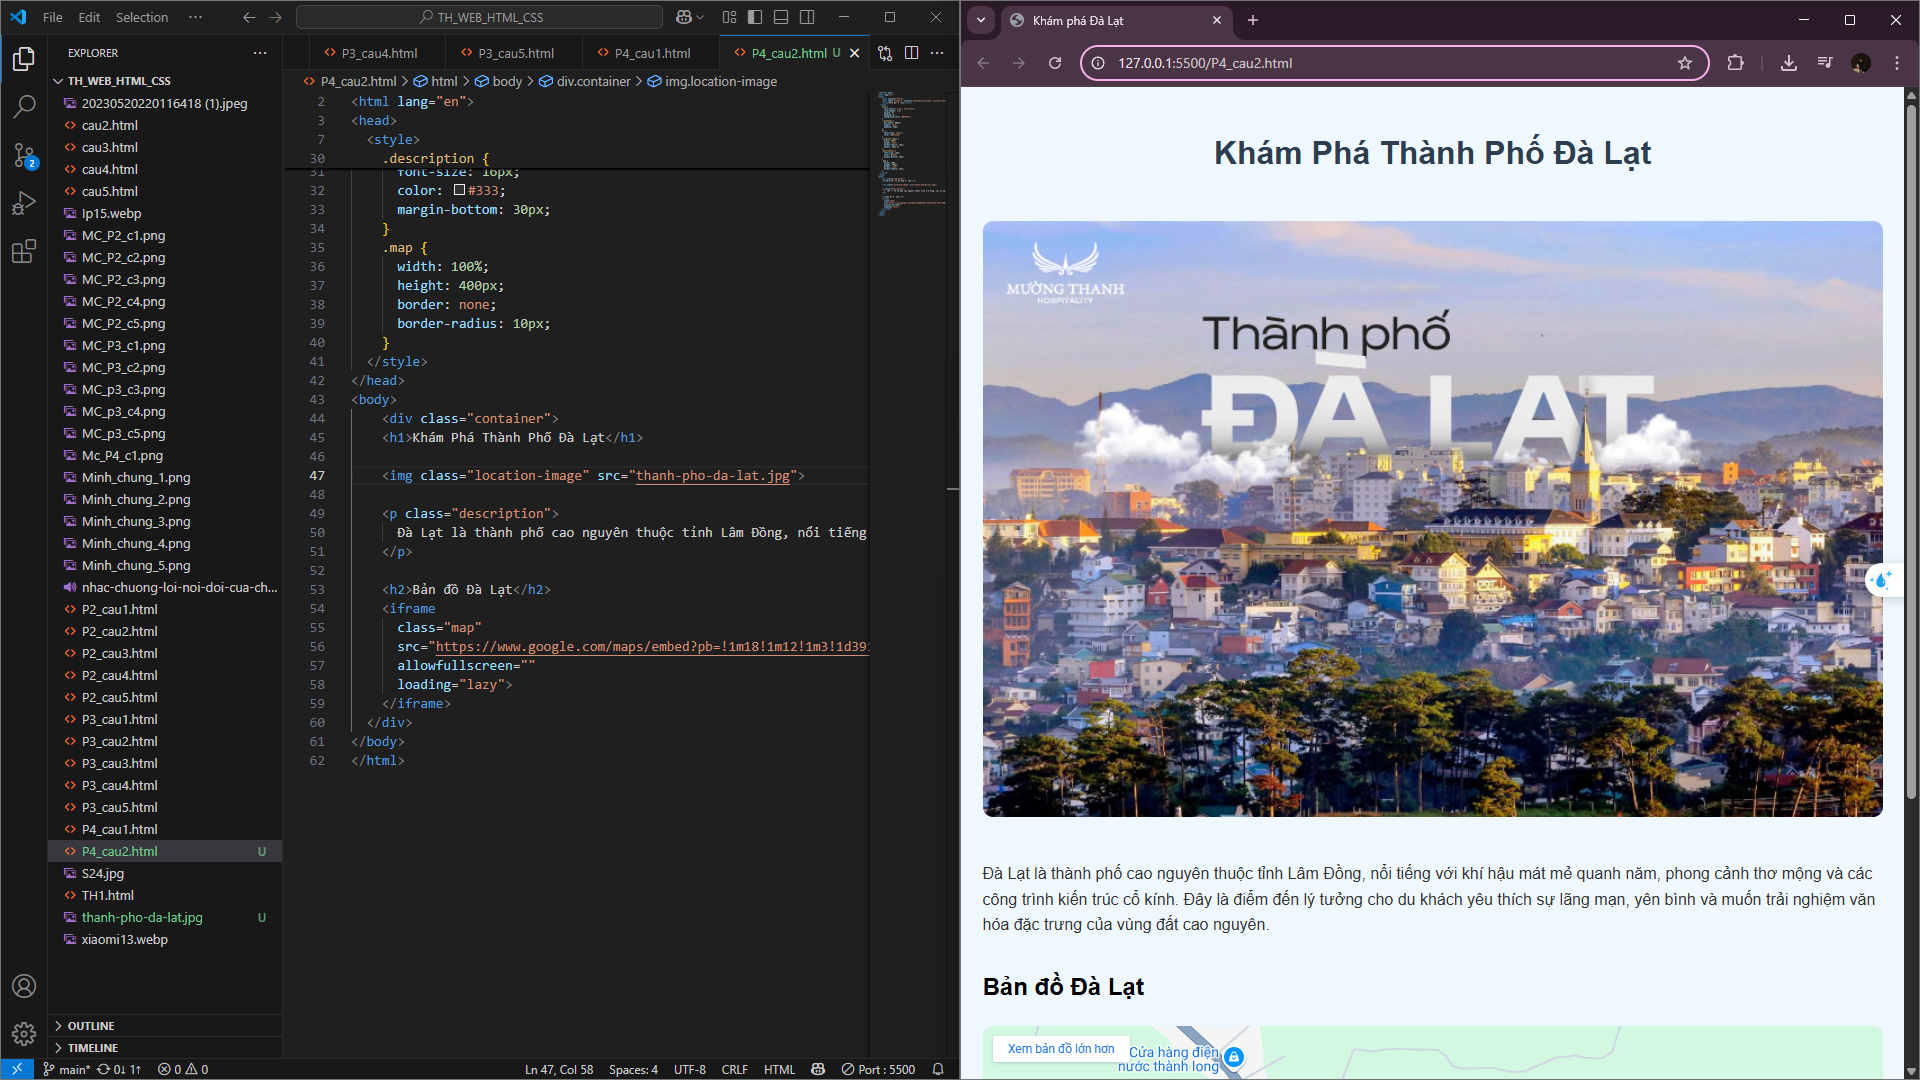 File Edit Selection ···
TH_WEB_HTML_CSS
EXPLORER
TH_WEB_HTML_CSS
20230520220116418 (1).jpeg
cau2.html
cau3.html
cau4.html
cau5.html
Ip15.webp
MC_P2_c1.png
MC_P2_c2.png
MC_P2_c3.png
MC_P2_c4.png
MC_P2_c5.png
MC_P3_c1.png
MC_P3_c2.png
MC_p3_c3.png
MC_p3_c4.png
MC_p3_c5.png
Mc_P4_c1.png
Minh_chung_1.png
Minh_chung_2.png
Minh_chung_3.png
Minh_chung_4.png
Minh_chung_5.png
nhac-chuong-loi-noi-doi-cua-ch...
P2_cau1.html
P2_cau2.html
P2_cau3.html
P2_cau4.html
P2_cau5.html
P3_cau1.html
P3_cau2.html
P3_cau3.html
P3_cau4.html
P3_cau5.html
P4_cau1.html
P4_cau2.html U
S24.jpg
TH1.html
thanh-pho-da-lat.jpg U
xiaomi13.webp
OUTLINE
TIMELINE
2
P3_cau4.html P3_cau5.html P4_cau1.html P4_cau2.html U
P4_cau2.html > html > body > div.container > img.location-image
2 <html lang="en">
3 <head>
7 <style>
30 .description {
31 font-size: 16px;
32 color: #333;
33 margin-bottom: 30px;
34 }
35 .map {
36 width: 100%;
37 height: 400px;
38 border: none;
39 border-radius: 10px;
40 }
41 </style>
42 </head>
43 <body>
44 <div class="container">
45 <h1>Khám Phá Thành Phố Đà Lạt</h1>
46
47 <img class="location-image" src="thanh-pho-da-lat.jpg">
48
49 <p class="description">
50 Đà Lạt là thành phố cao nguyên thuộc tỉnh Lâm Đồng, nổi tiếng
51 </p>
52
53 <h2>Bản đồ Đà Lạt</h2>
54 <iframe
55 class="map"
56 src="https://www.google.com/maps/embed?pb=!1m18!1m12!1m3!1d391
57 allowfullscreen=""
58 loading="lazy">
59 </iframe>
60 </div>
61 </body>
62 </html>
main* 0↓ 1↑ 0 0 Ln 47, Col 58 Spaces: 4 UTF-8 CRLF HTML Port : 5500
Khám phá Đà Lạt
127.0.0.1:5500/P4_cau2.html
Khám Phá Thành Phố Đà Lạt
MƯỜNG THANH
HOSPITALITY
Thành phố
ĐÀ LẠT
Đà Lạt là thành phố cao nguyên thuộc tỉnh Lâm Đồng, nổi tiếng với khí hậu mát mẻ quanh năm, phong cảnh thơ mộng và các
công trình kiến trúc cổ kính. Đây là điểm đến lý tưởng cho du khách yêu thích sự lãng mạn, yên bình và muốn trải nghiệm văn
hóa đặc trưng của vùng đất cao nguyên.
Bản đồ Đà Lạt
Xem bản đồ lớn hơn
Cửa hàng điện
nước thành long